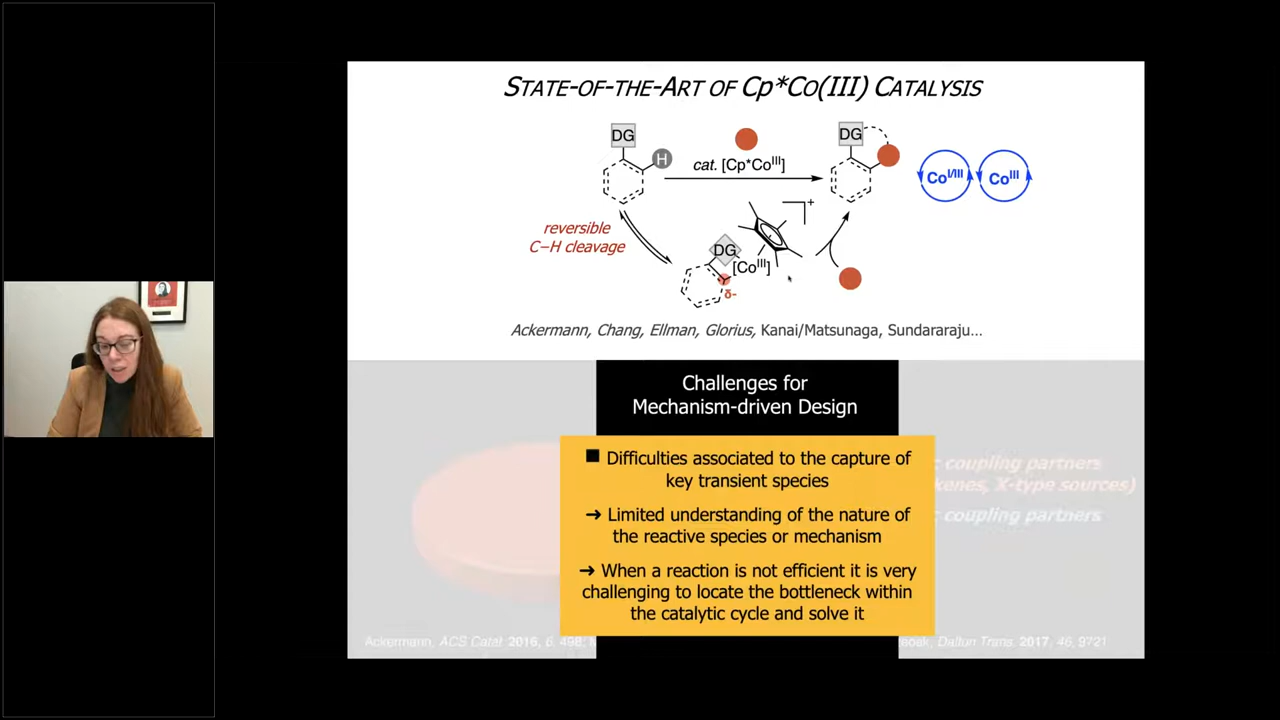 STATE-OF-THE-ART OF Cp*Co(III) CATALYSIS
DG
H
cat. [Cp*Co^III]
DG
Co^I/III
Co^III
reversible
C–H cleavage
DG
[Co^III]
+
δ-
Ackermann, Chang, Ellman, Glorius, Kanai/Matsunaga, Sundararaju...
Challenges for
Mechanism-driven Design
■ Difficulties associated to the capture of
key transient species
→ Limited understanding of the nature of
the reactive species or mechanism
→ When a reaction is not efficient it is very
challenging to locate the bottleneck within
the catalytic cycle and solve it
coupling partners
X-type sources)
coupling partners
Ackermann, ACS Catal. 2016, 6, 498;
Dalton Trans. 2017, 46, 9721